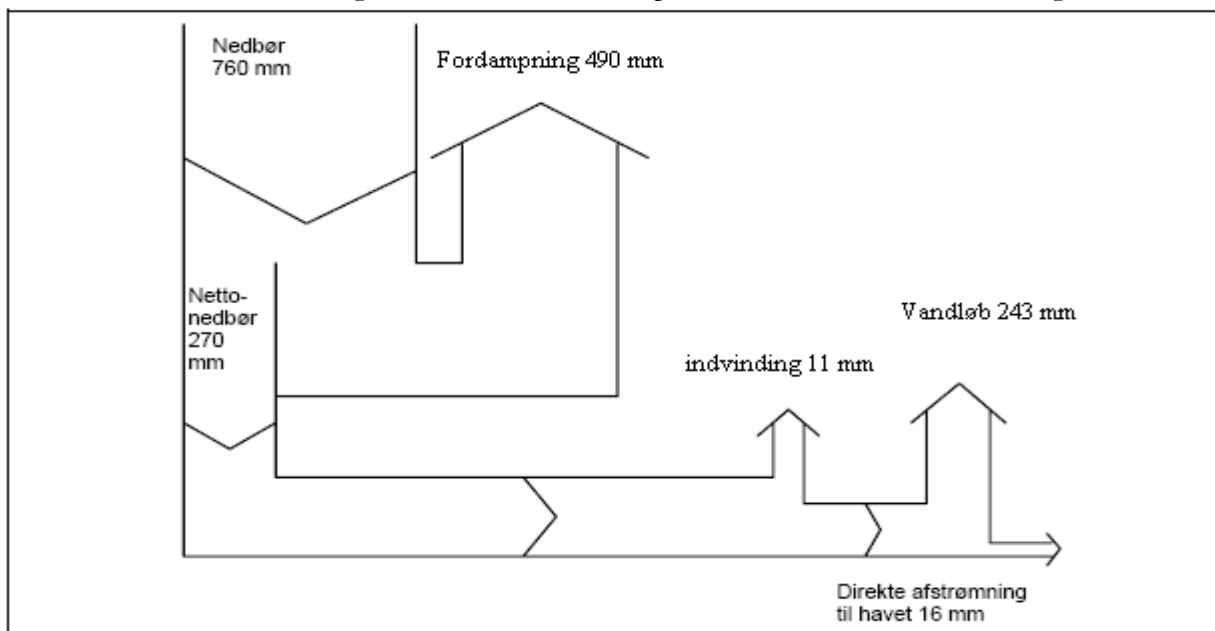 Nedbør
760 mm
Fordampning 490 mm
Netto-
nedbør
270
mm
Vandløb 243 mm
indvinding 11 mm
Direkte afstrømning
til havet 16 mm